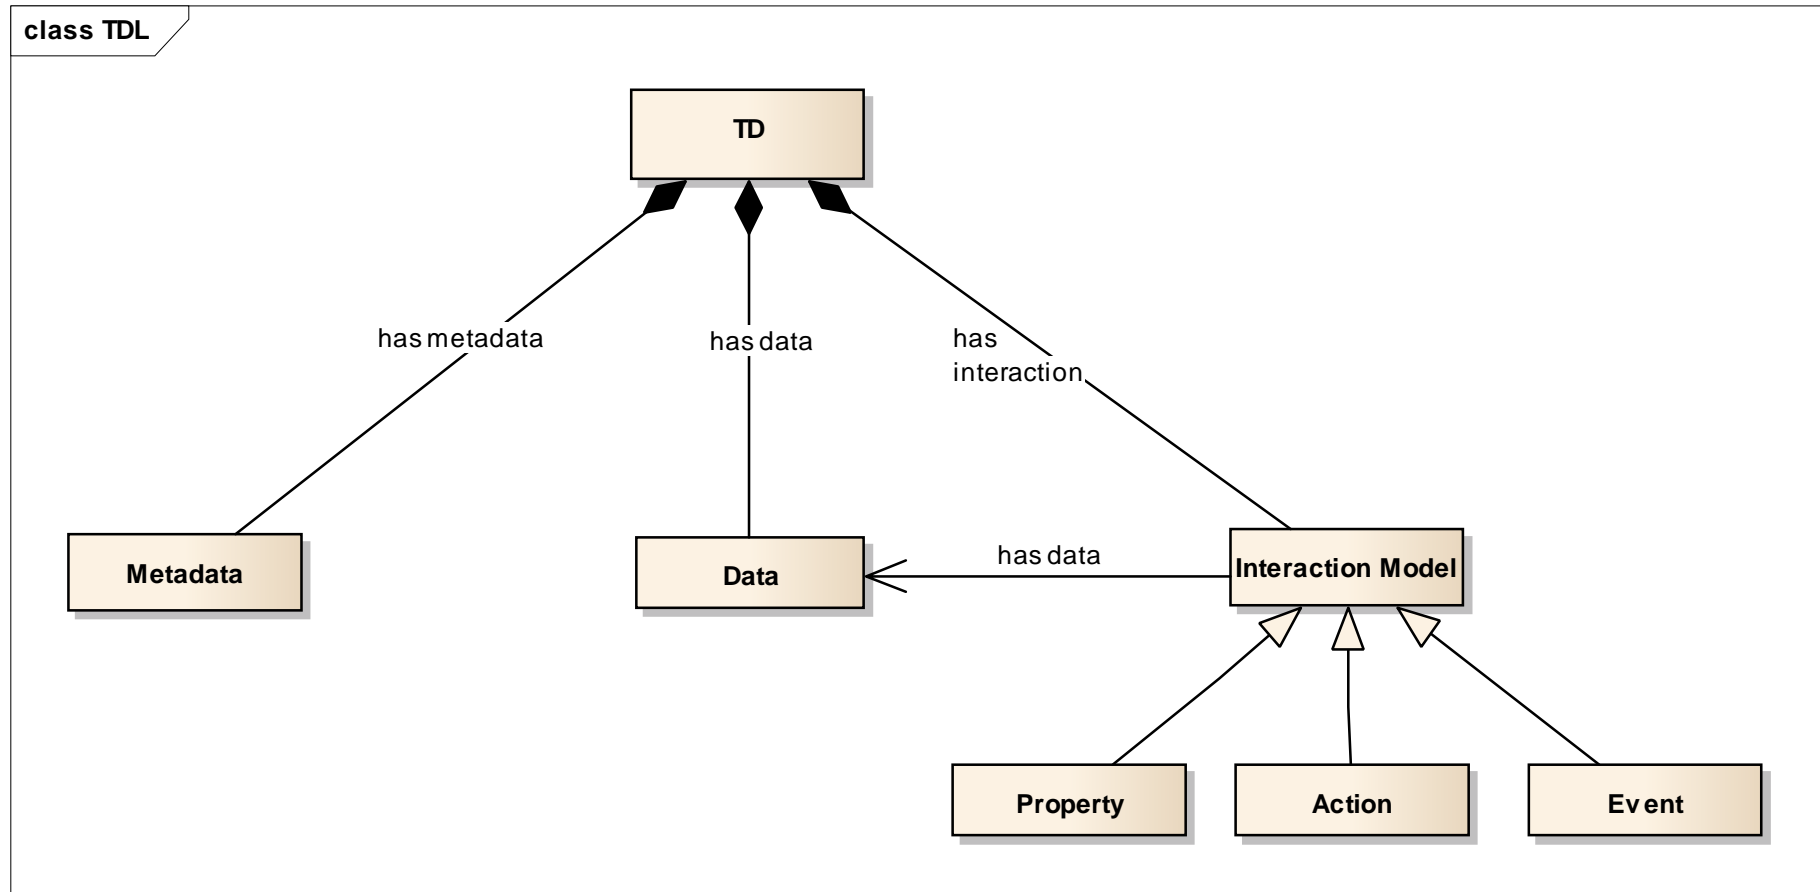 class TDL
TD
has metadata
has data
has
interaction
has data
Metadata
Data
Interaction Model
Property
Action
Event